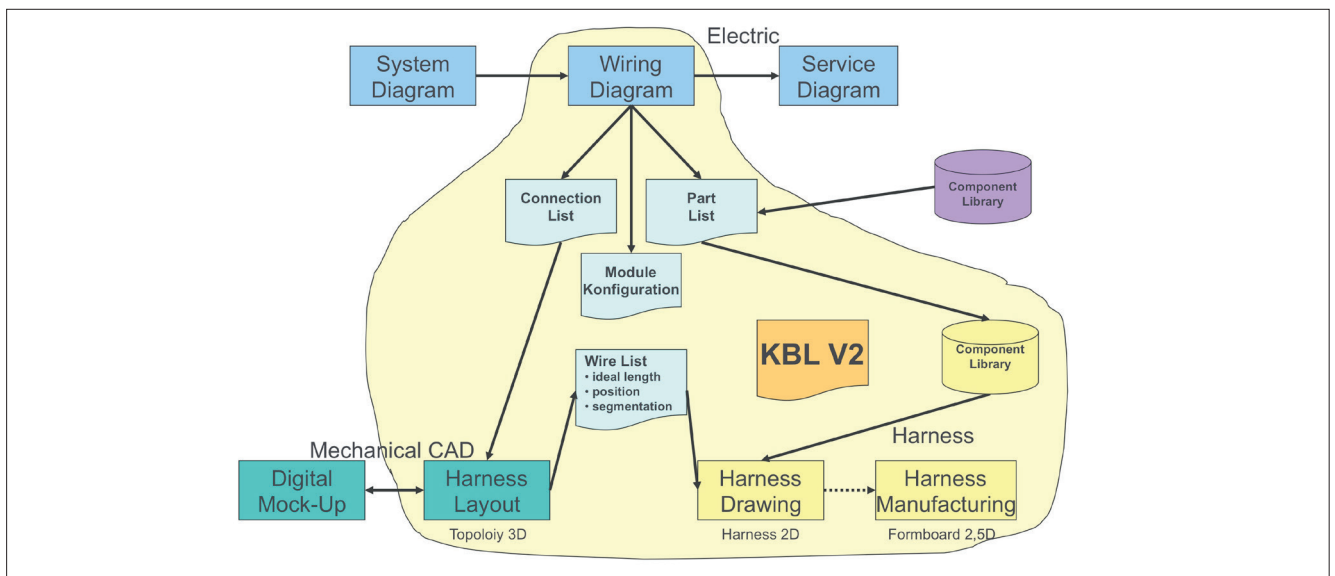 Electric
System
Diagram
Wiring
Diagram
Service
Diagram
Connection
List
Part
List
Component
Library
Module
Konfiguration
KBL V2
Component
Library
Wire List
• ideal length
• position
• segmentation
Harness
Mechanical CAD
Digital
Mock-Up
Harness
Layout
Harness
Drawing
Harness
Manufacturing
Topoloiy 3D
Harness 2D
Formboard 2,5D